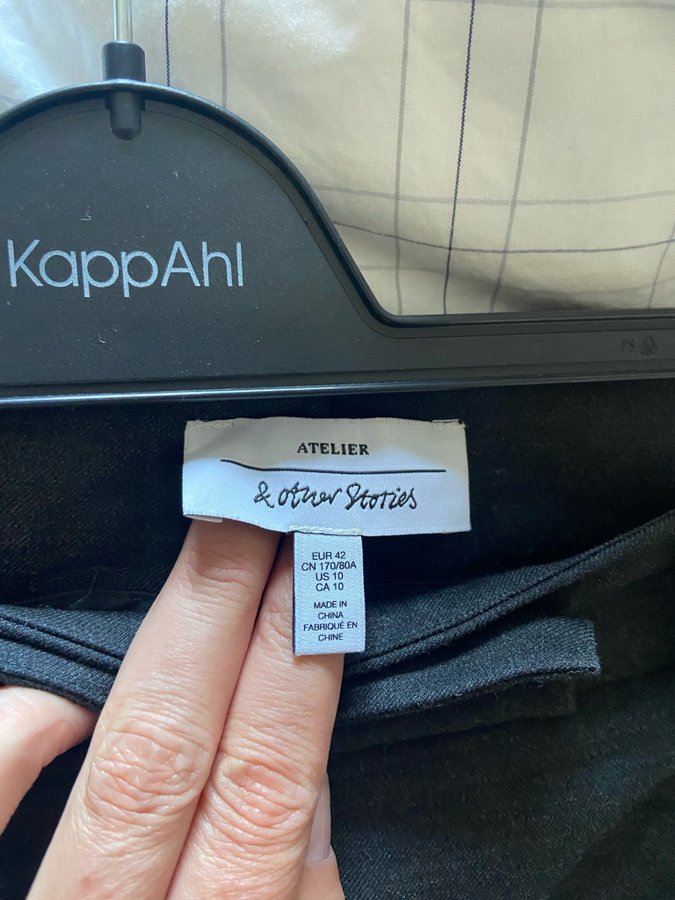 KappAhl
PS
ATELIER
& other Stories
EUR 42
CN 170/80A
US 10
CA 10
MADE IN
CHINA
FABRIQUÉ EN
CHINE